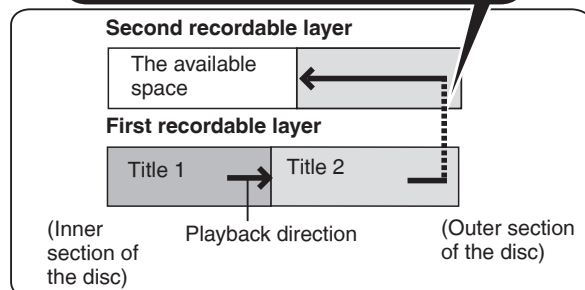 Second recordable layer
The available
space
First recordable layer
Title 1
Title 2
(Inner
section of
the disc)
Playback direction
(Outer section
of the disc)